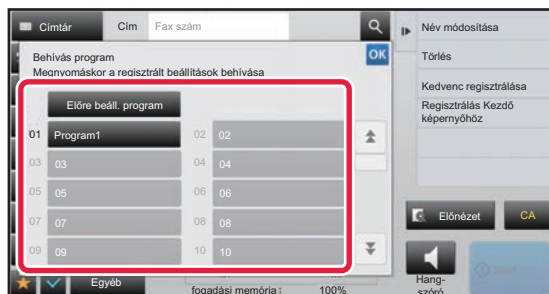 Címtár
Cím
Fax szám
Név módosítása
Törlés
Kedvenc regisztrálása
Regisztrálás Kezdő
képernyőhöz
Behívás program
Megnyomáskor a regisztrált beállítások behívása
OK
Előre beáll. program
01 Program1 02 02
03 03 04 04
05 05 06 06
07 07 08 08
09 09 10 10
Előnézet
CA
Start
Hang-
szóró
Egyéb
fogadási memória: 100%